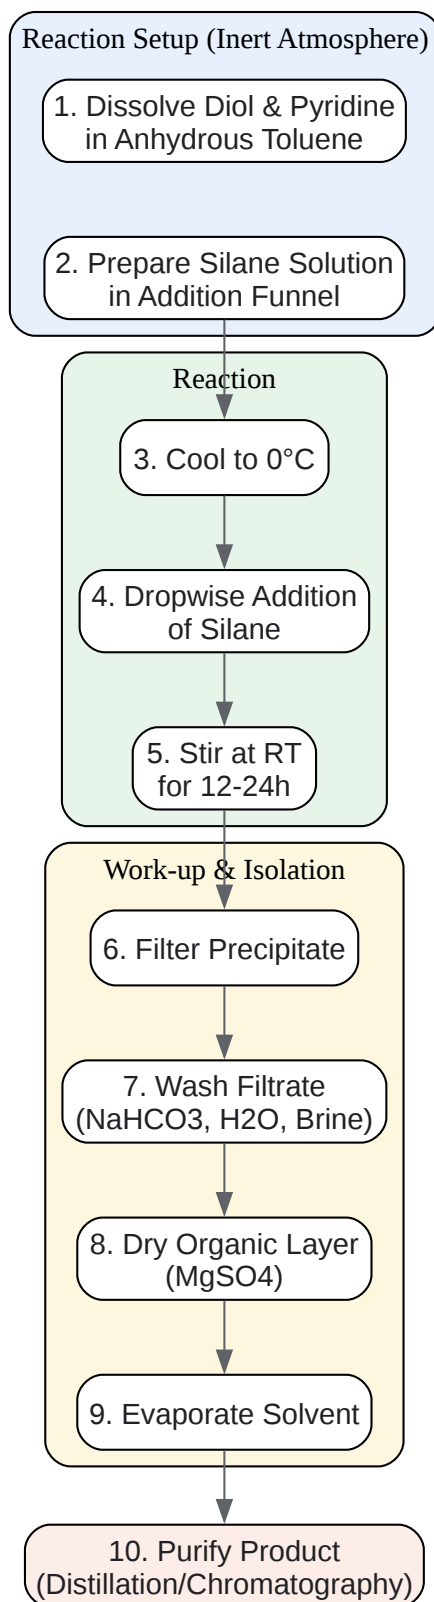 Reaction Setup (Inert Atmosphere)
1. Dissolve Diol & Pyridine
in Anhydrous Toluene
2. Prepare Silane Solution
in Addition Funnel
Reaction
3. Cool to 0°C
4. Dropwise Addition
of Silane
5. Stir at RT
for 12-24h
Work-up & Isolation
6. Filter Precipitate
7. Wash Filtrate
(NaHCO3, H2O, Brine)
8. Dry Organic Layer
(MgSO4)
9. Evaporate Solvent
10. Purify Product
(Distillation/Chromatography)